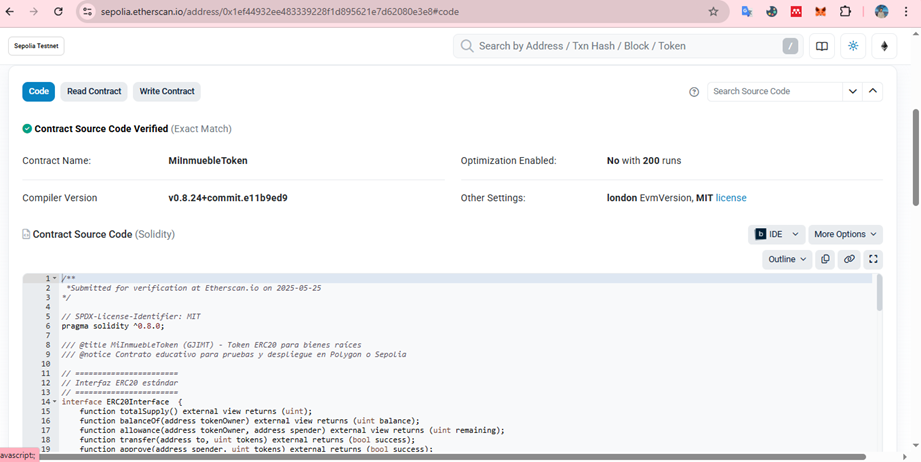 sepolia.etherscan.io/address/0x1ef44932ee483339228f1d895621e7d62080e3e8#code
Sepolia Testnet
Search by Address / Txn Hash / Block / Token /
Code Read Contract Write Contract
Search Source Code
Contract Source Code Verified (Exact Match)
Contract Name: MiInmuebleToken Optimization Enabled: No with 200 runs
Compiler Version v0.8.24+commit.e11b9ed9 Other Settings: london EvmVersion, MIT license
Contract Source Code (Solidity)
IDE More Options
Outline
1 /**
2 *Submitted for verification at Etherscan.io on 2025-05-25
3 */
4
5 // SPDX-License-Identifier: MIT
6 pragma solidity ^0.8.0;
7
8 /// @title MiInmuebleToken (GJIMT) - Token ERC20 para bienes raíces
9 /// @notice Contrato educativo para pruebas y despliegue en Polygon o Sepolia
10
11 // =======================
12 // Interfaz ERC20 estándar
13 // =======================
14 interface ERC20Interface {
15 function totalSupply() external view returns (uint);
16 function balanceOf(address tokenOwner) external view returns (uint balance);
17 function allowance(address tokenOwner, address spender) external view returns (uint remaining);
18 function transfer(address to, uint tokens) external returns (bool success);
19 function approve(address spender, uint tokens) external returns (bool success);
avascript:;